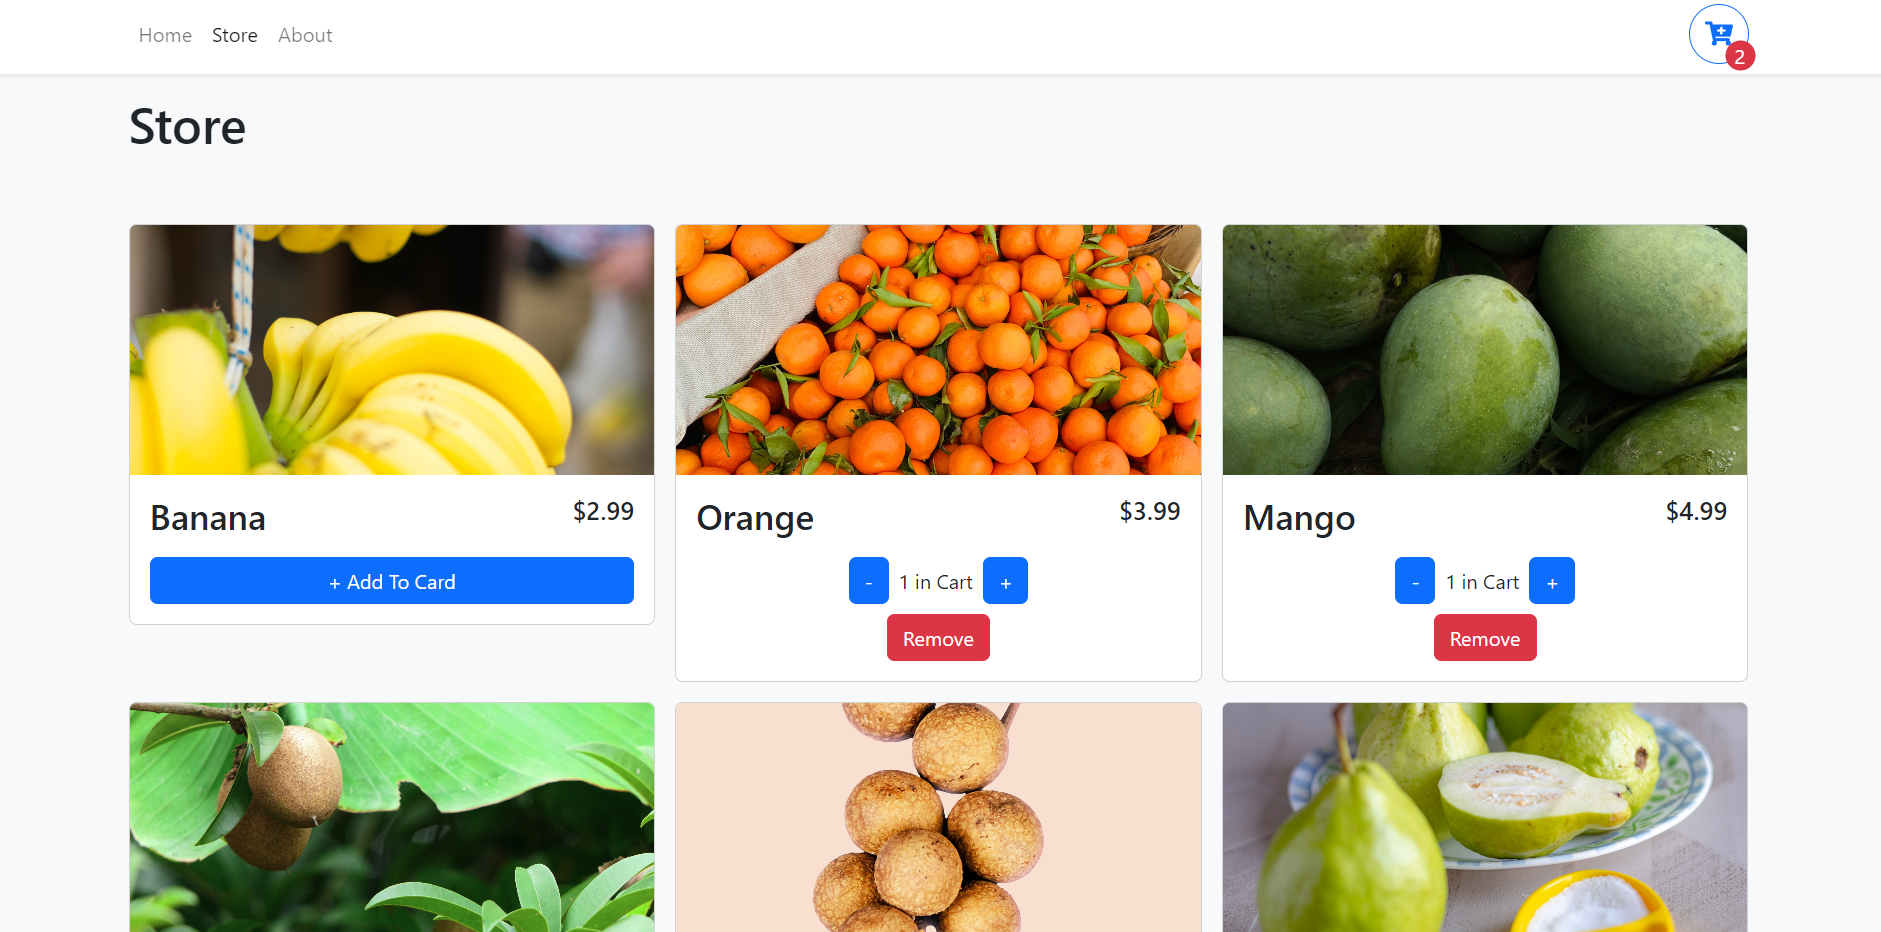 Home Store About
2
Store
Banana $2.99
+ Add To Card
Orange $3.99
- 1 in Cart +
Remove
Mango $4.99
- 1 in Cart +
Remove